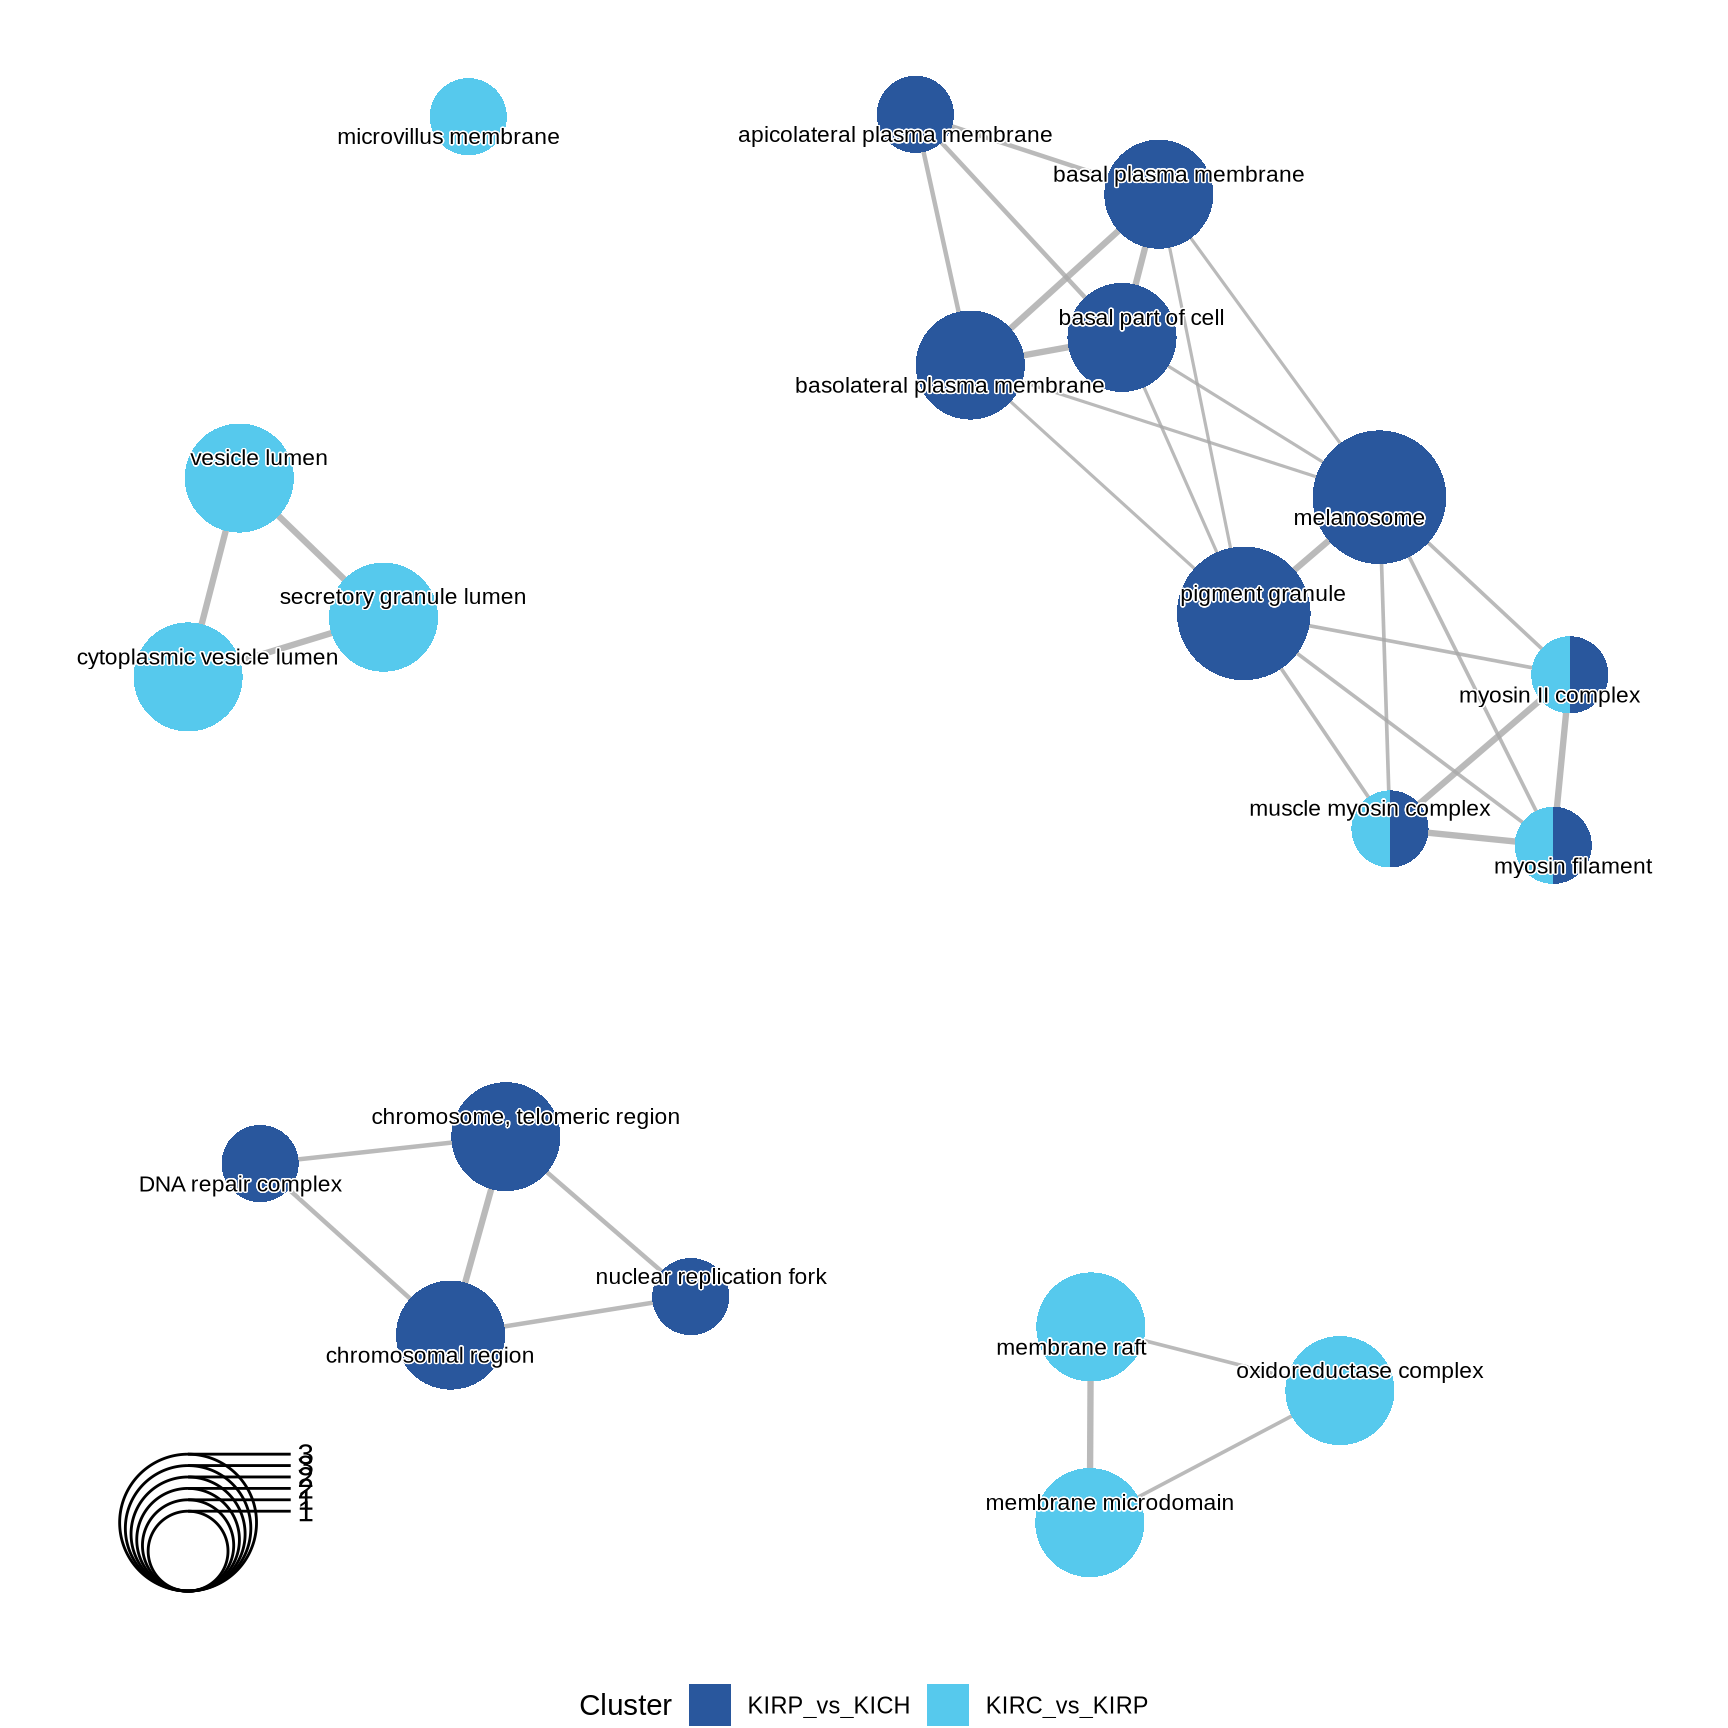 microvillus membrane
apicolateral plasma membrane
basal plasma membrane
basal part of cell
basolateral plasma membrane
vesicle lumen
melanosome
secretory granule lumen
pigment granule
cytoplasmic vesicle lumen
myosin II complex
muscle myosin complex
myosin filament
chromosome, telomeric region
DNA repair complex
nuclear replication fork
chromosomal region
membrane raft
oxidoreductase complex
3
3
2
2
1
1
membrane microdomain
Cluster KIRP_vs_KICH KIRC_vs_KIRP